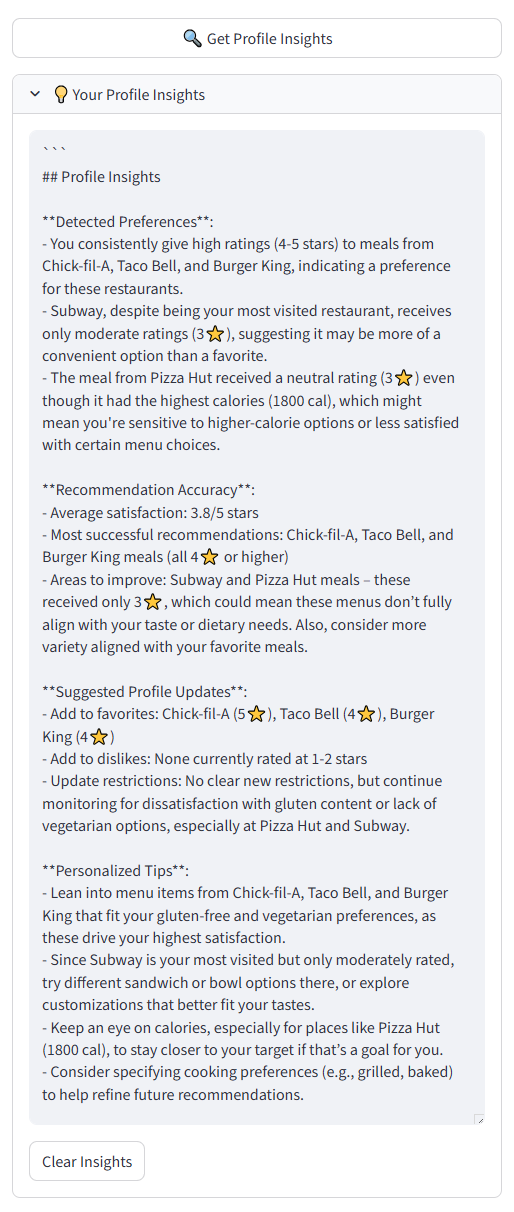 🔍 Get Profile Insights
💡 Your Profile Insights
```
## Profile Insights
**Detected Preferences**:
- You consistently give high ratings (4-5 stars) to meals from
Chick-fil-A, Taco Bell, and Burger King, indicating a preference
for these restaurants.
- Subway, despite being your most visited restaurant, receives
only moderate ratings (3⭐), suggesting it may be more of a
convenient option than a favorite.
- The meal from Pizza Hut received a neutral rating (3⭐) even
though it had the highest calories (1800 cal), which might
mean you're sensitive to higher-calorie options or less satisfied
with certain menu choices.
**Recommendation Accuracy**:
- Average satisfaction: 3.8/5 stars
- Most successful recommendations: Chick-fil-A, Taco Bell, and
Burger King meals (all 4⭐ or higher)
- Areas to improve: Subway and Pizza Hut meals – these
received only 3⭐, which could mean these menus don’t fully
align with your taste or dietary needs. Also, consider more
variety aligned with your favorite meals.
**Suggested Profile Updates**:
- Add to favorites: Chick-fil-A (5⭐), Taco Bell (4⭐), Burger
King (4⭐)
- Add to dislikes: None currently rated at 1-2 stars
- Update restrictions: No clear new restrictions, but continue
monitoring for dissatisfaction with gluten content or lack of
vegetarian options, especially at Pizza Hut and Subway.
**Personalized Tips**:
- Lean into menu items from Chick-fil-A, Taco Bell, and Burger
King that fit your gluten-free and vegetarian preferences, as
these drive your highest satisfaction.
- Since Subway is your most visited but only moderately rated,
try different sandwich or bowl options there, or explore
customizations that better fit your tastes.
- Keep an eye on calories, especially for places like Pizza Hut
(1800 cal), to stay closer to your target if that’s a goal for you.
- Consider specifying cooking preferences (e.g., grilled, baked)
to help refine future recommendations.
Clear Insights